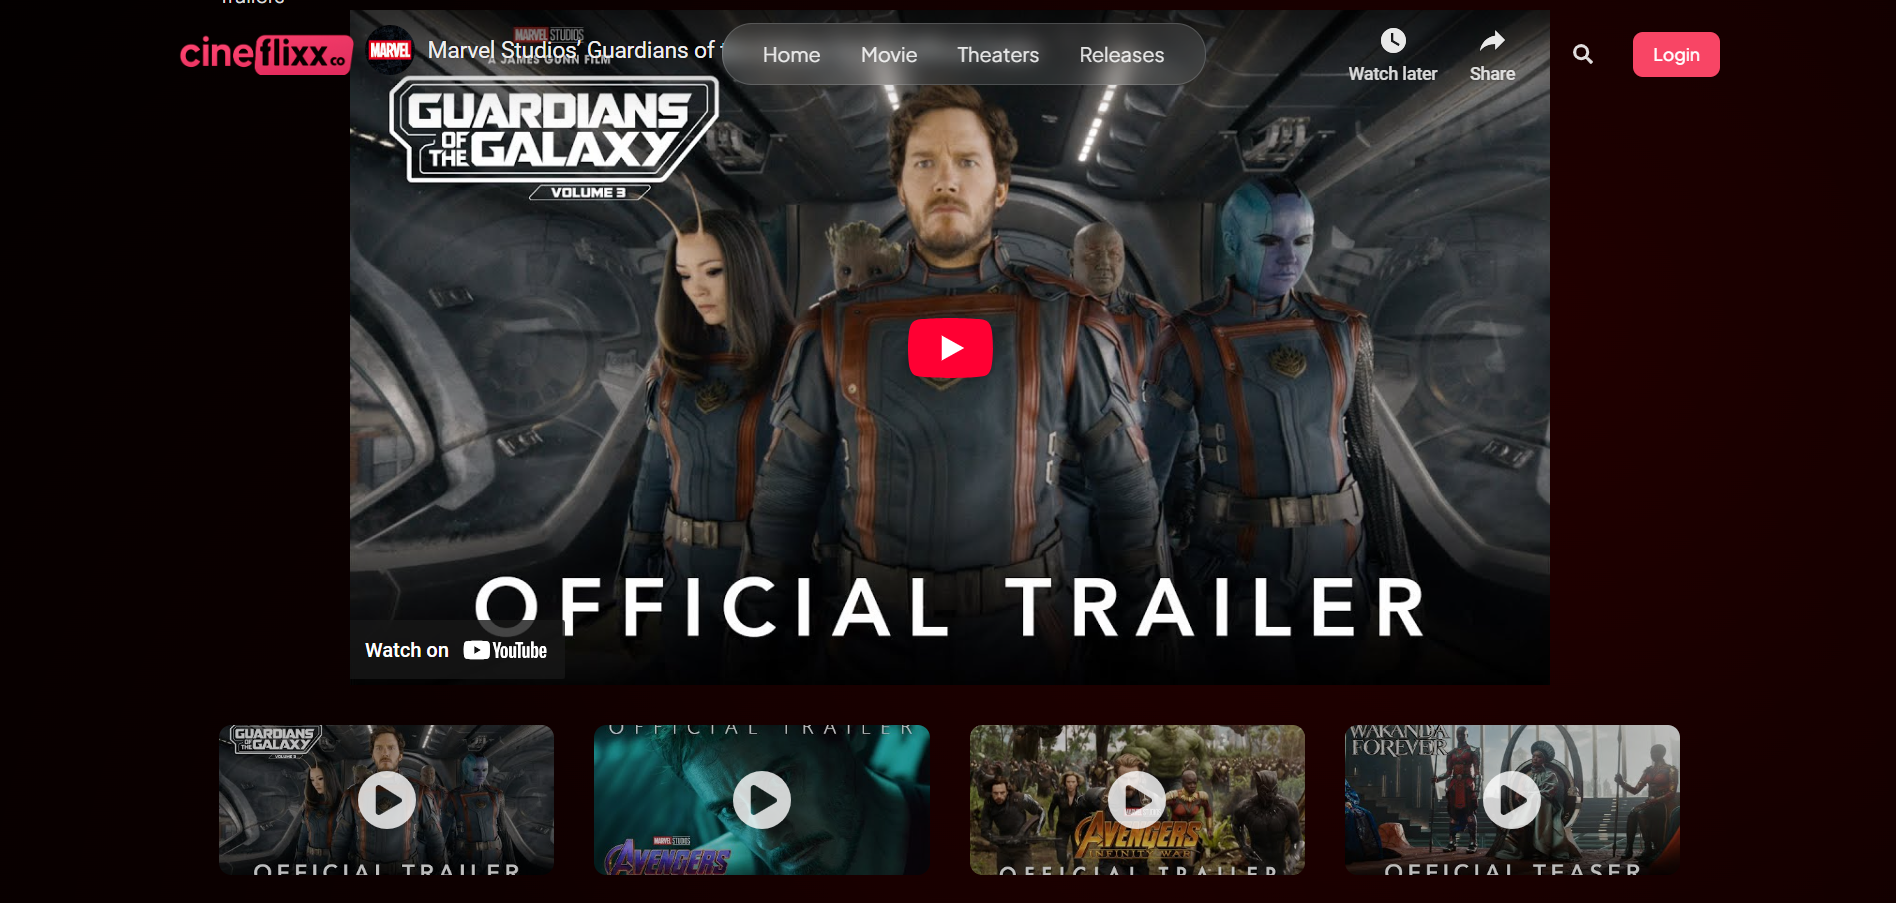 Trailers
cineflixx.co
MARVEL
Marvel Studios' Guardians of t
Home
Movie
Theaters
Releases
Watch later
Share
Login
MARVEL STUDIOS
A JAMES GUNN FILM
GUARDIANS
OF THE GALAXY
VOLUME 3
OFFICIAL TRAILER
Watch on YouTube
GUARDIANS
OF THE GALAXY
VOLUME 3
OFFICIAL TRAILER
OFFICIAL TRAILER
MARVEL STUDIOS
AVENGERS
AVENGERS
INFINITY WAR
OFFICIAL TRAILER
WAKANDA
FOREVER
OFFICIAL TEASER